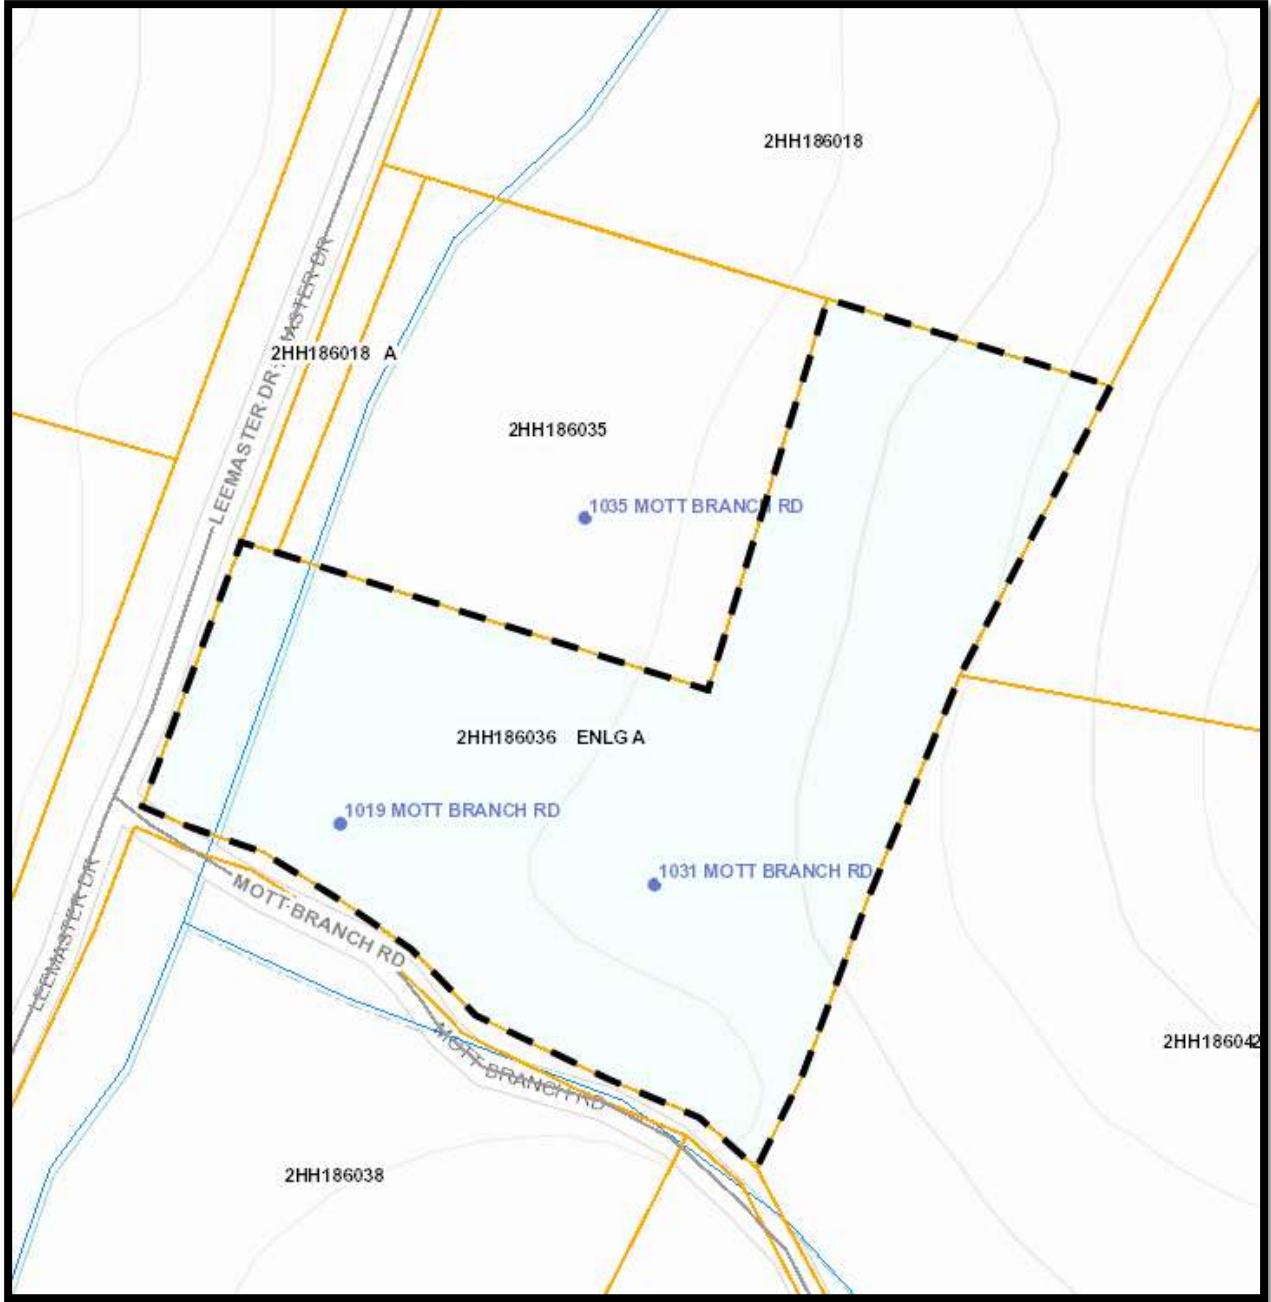 2HH186018
LEEMASTER DR
2HH186018 A
LEEMASTER DR
2HH186035
1035 MOTT BRANCH RD
2HH186036 ENLG A
1019 MOTT BRANCH RD
1031 MOTT BRANCH RD
LEEMASTER DR
MOTT BRANCH RD
MOTT BRANCH RD
2HH186042
2HH186038